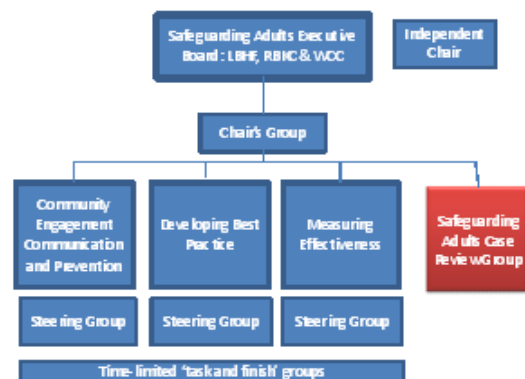 Safeguarding Adults Executive
Board: LBHF, RBKC & WCC
Independent
Chair
Chair's Group
Community
Engagement
Communication
and Prevention
Developing Best
Practice
Measuring
Effectiveness
Safeguarding
Adults Case
Review Group
Steering Group
Steering Group
Steering Group
Time-limited 'task and finish' groups